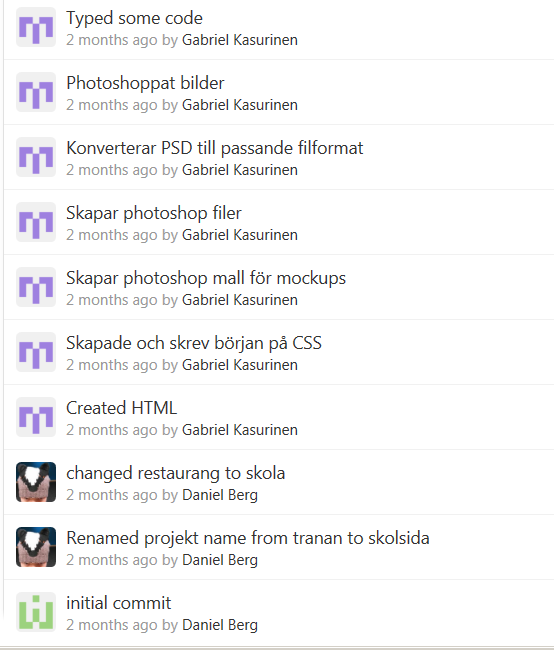 Typed some code
2 months ago by Gabriel Kasurinen
Photoshoppat bilder
2 months ago by Gabriel Kasurinen
Konverterar PSD till passande filformat
2 months ago by Gabriel Kasurinen
Skapar photoshop filer
2 months ago by Gabriel Kasurinen
Skapar photoshop mall för mockups
2 months ago by Gabriel Kasurinen
Skapade och skrev början på CSS
2 months ago by Gabriel Kasurinen
Created HTML
2 months ago by Gabriel Kasurinen
changed restaurang to skola
2 months ago by Daniel Berg
Renamed projekt name from tranan to skolsida
2 months ago by Daniel Berg
initial commit
2 months ago by Daniel Berg